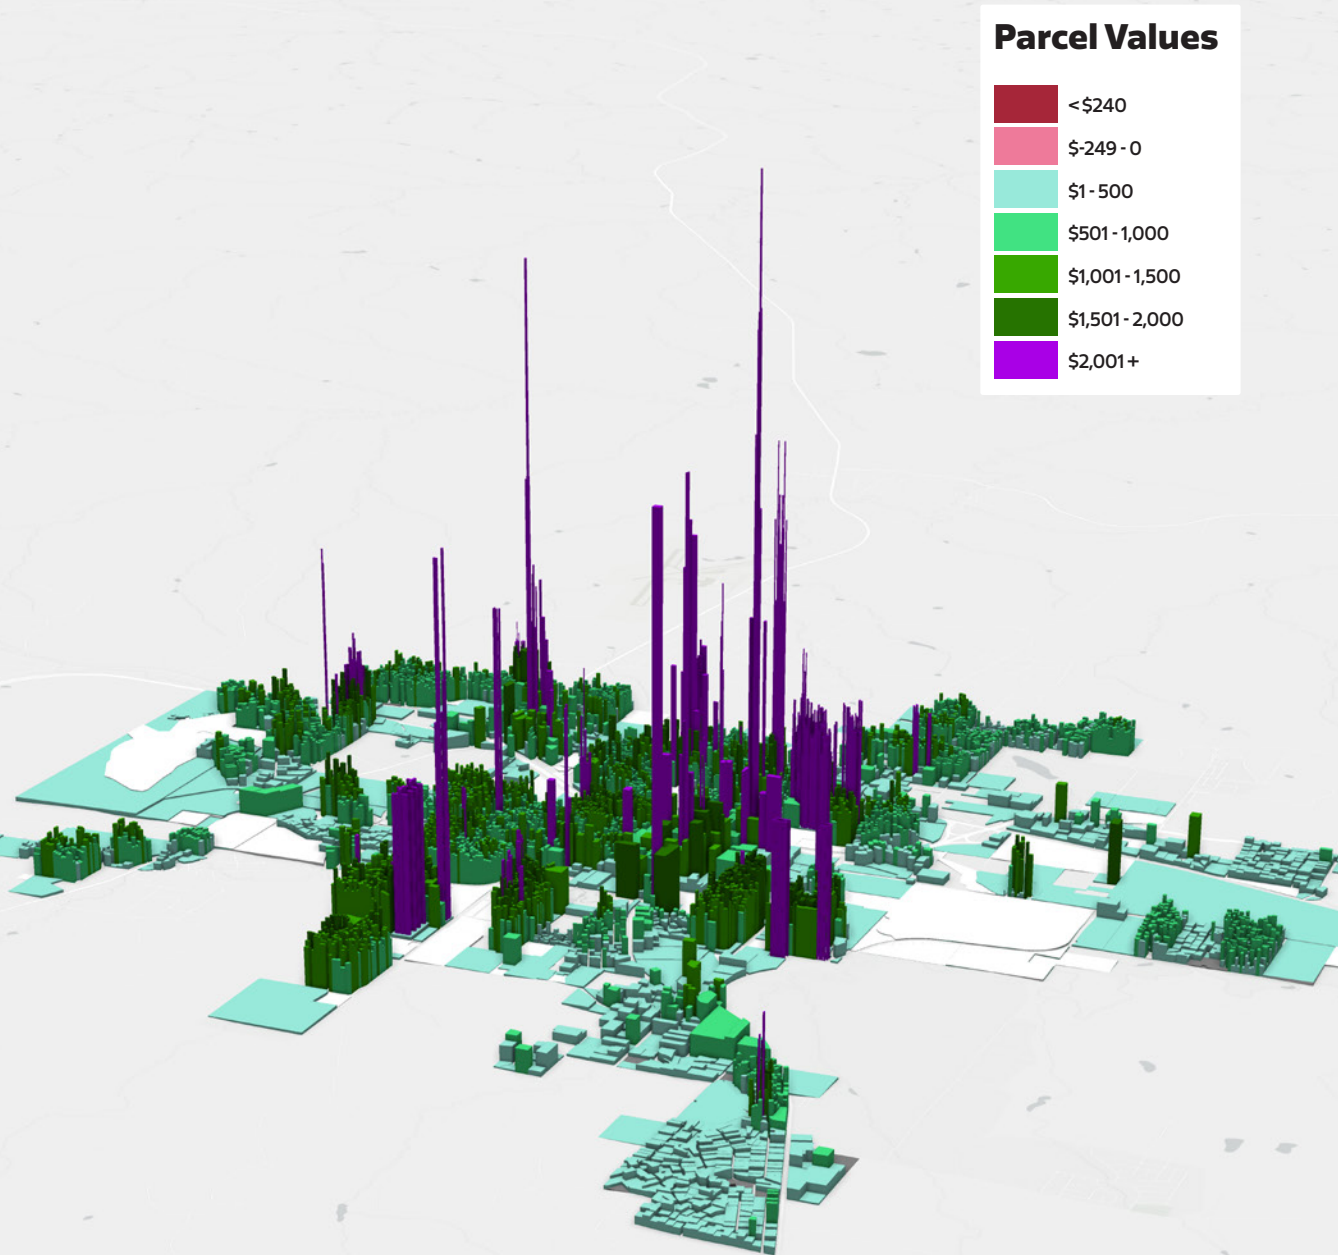 Parcel Values
<$240
$-249 - 0
$1 - 500
$501 - 1,000
$1,001 - 1,500
$1,501 - 2,000
$2,001 +